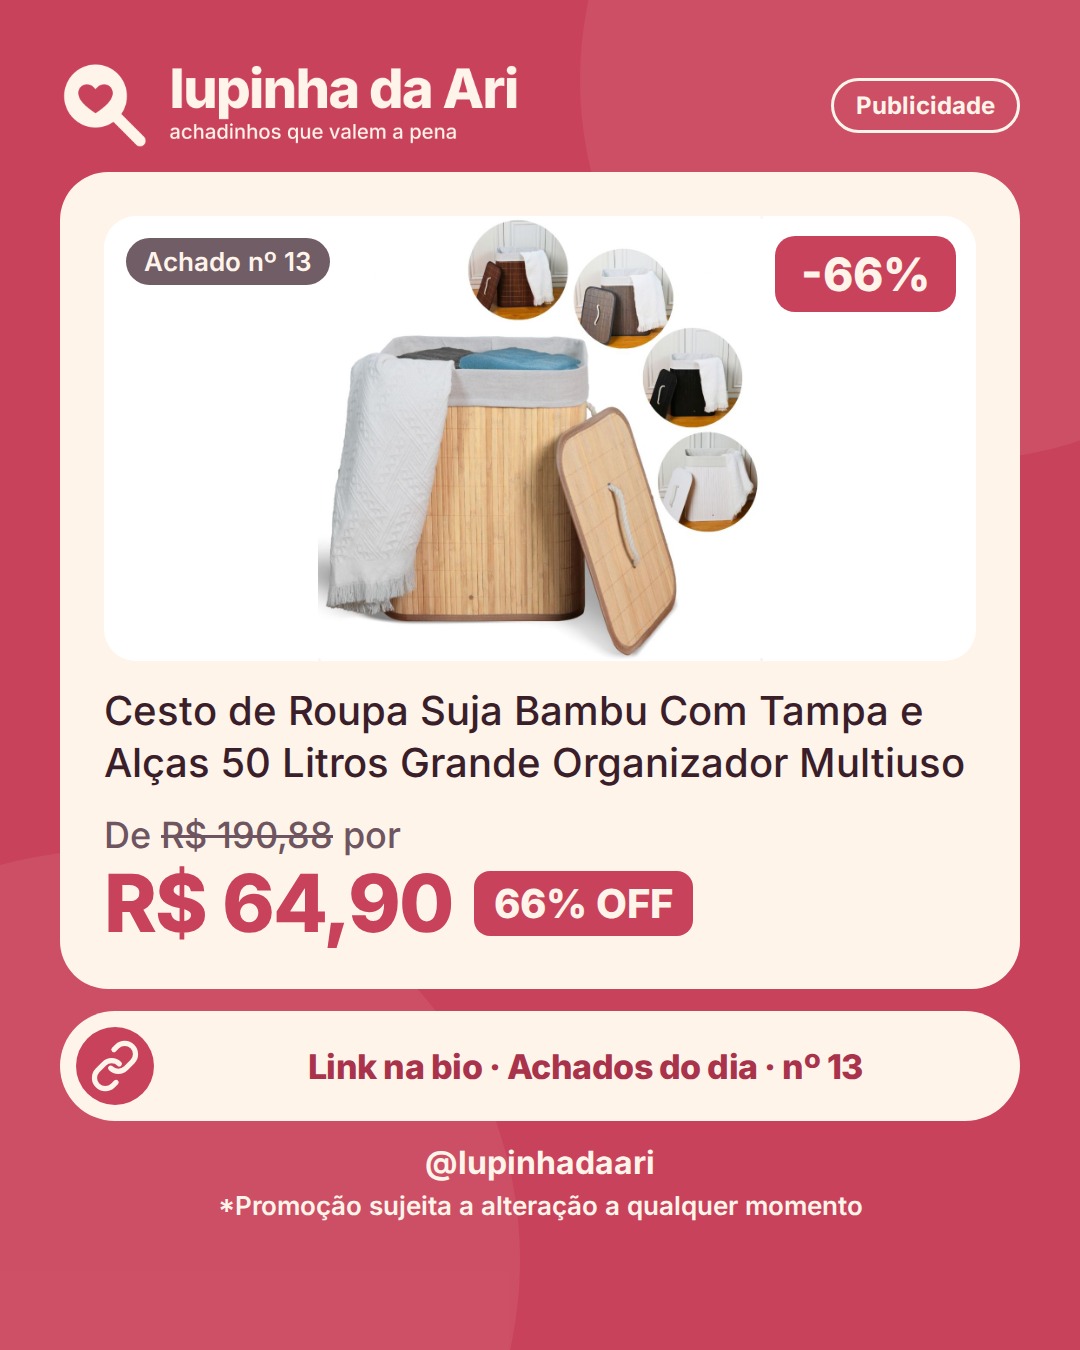 lupinha da Ari
achadinhos que valem a pena
Publicidade
Achado nº 13
-66%
Cesto de Roupa Suja Bambu Com Tampa e
Alças 50 Litros Grande Organizador Multiuso
De R$ 190,88 por
R$ 64,90
66% OFF
Link na bio · Achados do dia · nº 13
@lupinhadaari
*Promoção sujeita a alteração a qualquer momento